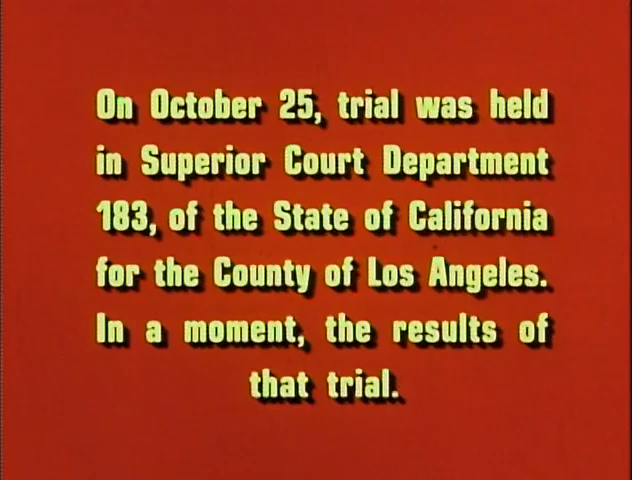 On October 25, trial was held
in Superior Court Department
183, of the State of California
for the County of Los Angeles.
In a moment, the results of
that trial.